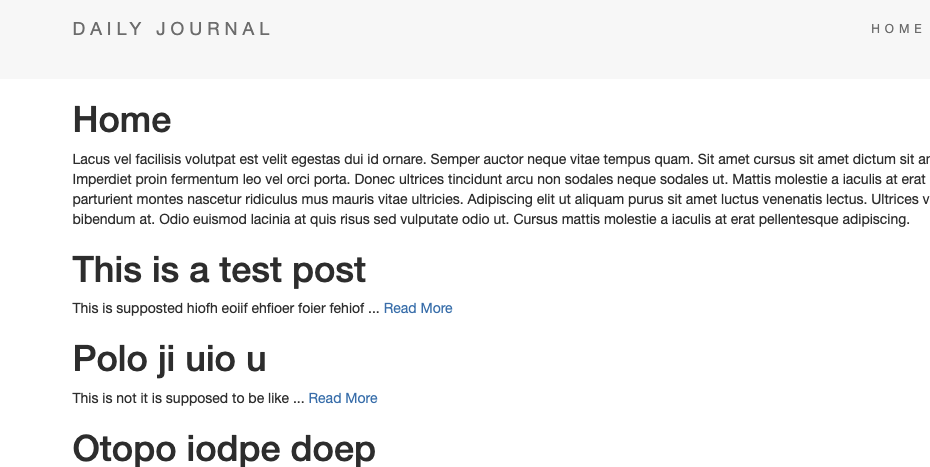 DAILY JOURNAL
HOME
Home
Lacus vel facilisis volutpat est velit egestas dui id ornare. Semper auctor neque vitae tempus quam. Sit amet cursus sit amet dictum sit
Imperdiet proin fermentum leo vel orci porta. Donec ultrices tincidunt arcu non sodales neque sodales ut. Mattis molestie a iaculis at erat
parturient montes nascetur ridiculus mus mauris vitae ultricies. Adipiscing elit ut aliquam purus sit amet luctus venenatis lectus. Ultrices
bibendum at. Odio euismod lacinia at quis risus sed vulputate odio ut. Cursus mattis molestie a iaculis at erat pellentesque adipiscing.
This is a test post
This is supposted hiofh eoiif ehfioer foier fehiof ... Read More
Polo ji uio u
This is not it is supposed to be like ... Read More
Otopo iodpe doep